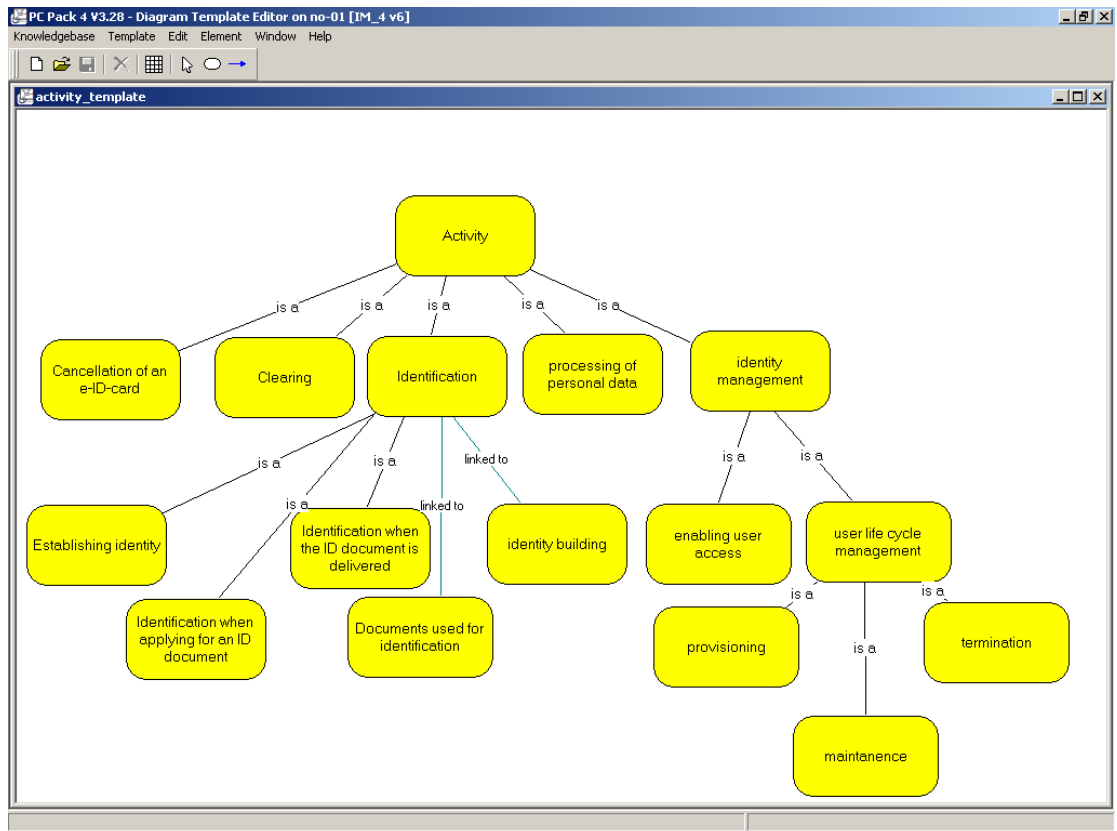 PC Pack 4 V3.28 - Diagram Template Editor on no-01 [IM_4 v6]
Knowledgebase Template Edit Element Window Help
activity_template
Activity
is a
is a
is a
is a
is a
Cancellation of an
e-ID-card
Clearing
Identification
processing of
personal data
identity
management
is a
is a
is a
linked to
linked to
is a
is a
Establishing identity
Identification when
the ID document is
delivered
identity building
enabling user
access
user life cycle
management
Identification when
applying for an ID
document
Documents used for
identification
is a
is a
is a
provisioning
termination
maintanence